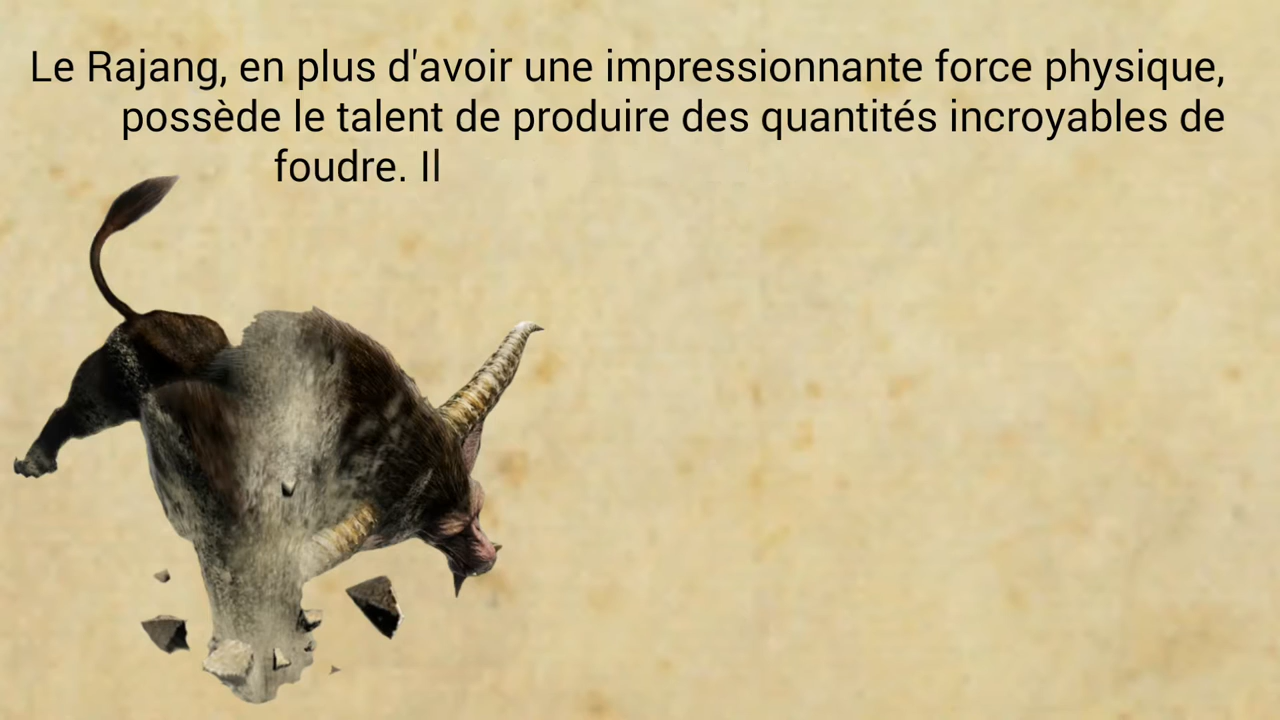 Le Rajang, en plus d'avoir une impressionnante force physique,
possède le talent de produire des quantités incroyables de
foudre. Il